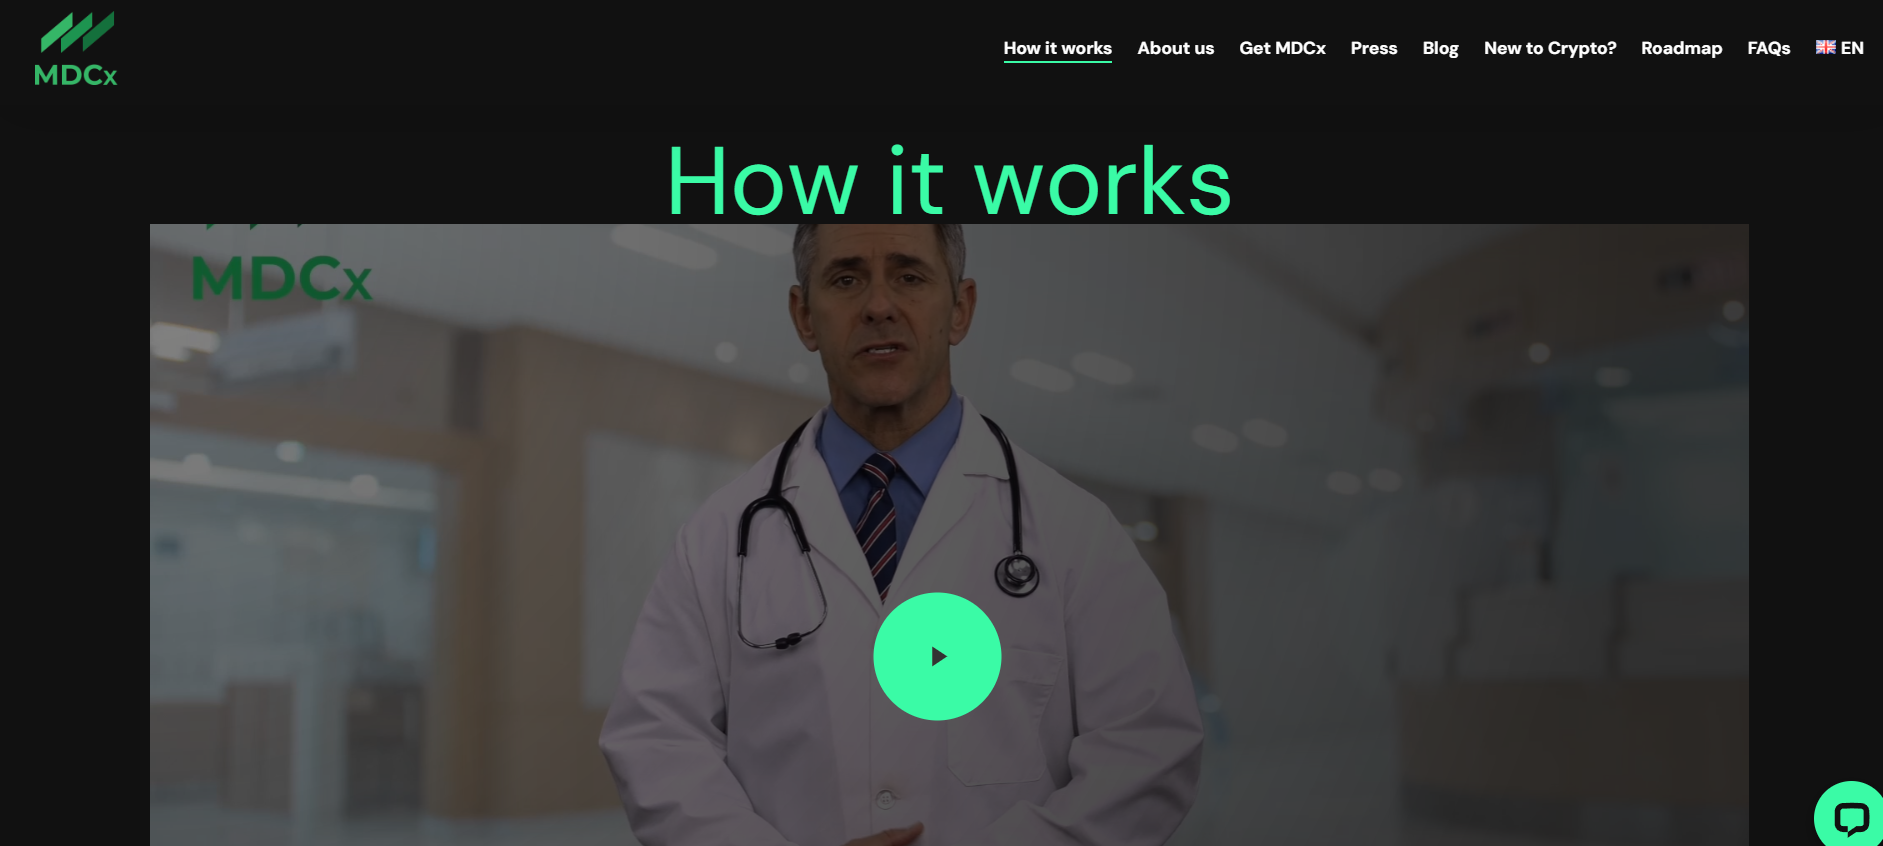 MDCx
How it works
About us
Get MDCx
Press
Blog
New to Crypto?
Roadmap
FAQs
EN
How it works
MDCx